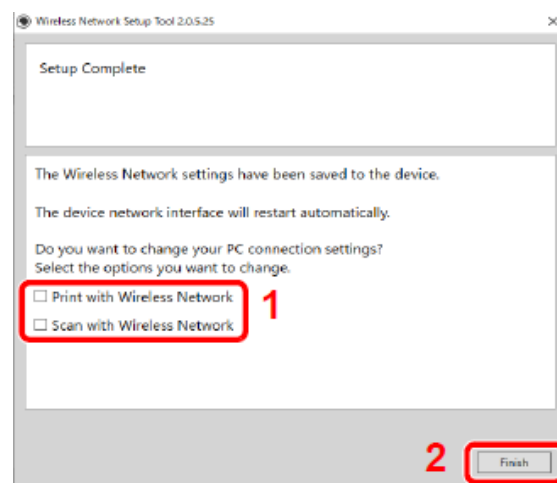 Wireless Network Setup Tool 2.0.5.25
Setup Complete
The Wireless Network settings have been saved to the device.
The device network interface will restart automatically.
Do you want to change your PC connection settings?
Select the options you want to change.
Print with Wireless Network
1
Scan with Wireless Network
2
Finish